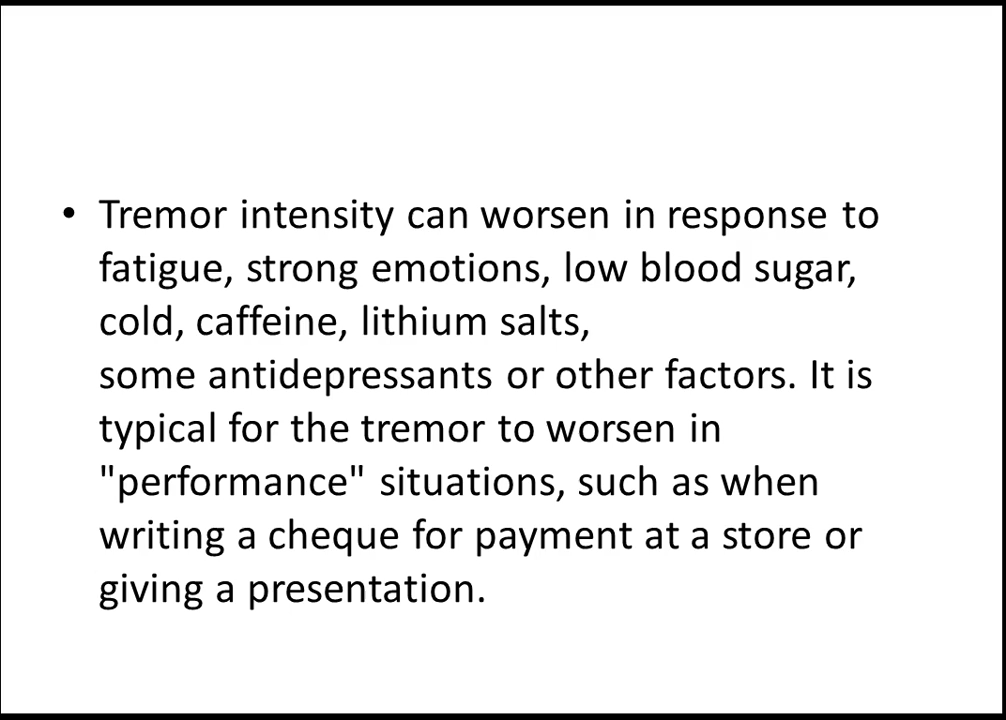 • Tremor intensity can worsen in response to
fatigue, strong emotions, low blood sugar,
cold, caffeine, lithium salts,
some antidepressants or other factors. It is
typical for the tremor to worsen in
"performance" situations, such as when
writing a cheque for payment at a store or
giving a presentation.